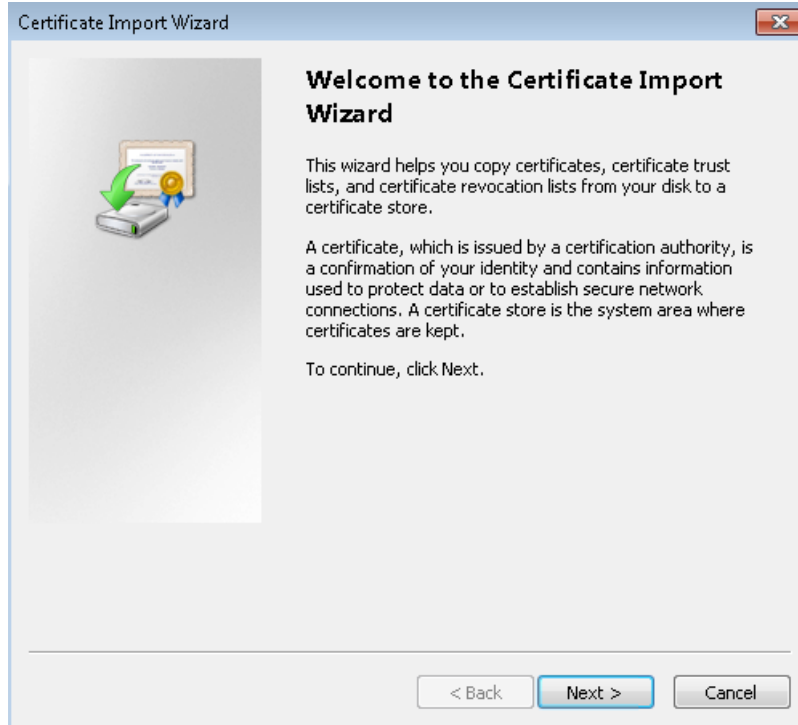 Certificate Import Wizard
Welcome to the Certificate Import
Wizard
This wizard helps you copy certificates, certificate trust
lists, and certificate revocation lists from your disk to a
certificate store.
A certificate, which is issued by a certification authority, is
a confirmation of your identity and contains information
used to protect data or to establish secure network
connections. A certificate store is the system area where
certificates are kept.
To continue, click Next.
< Back
Next >
Cancel